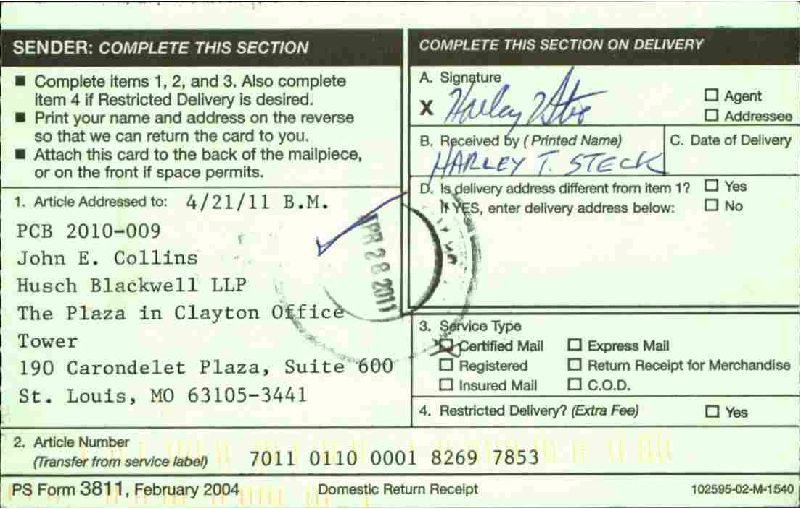 SENDER: COMPLETE THIS SECTION
■ Complete items 1, 2, and 3. Also complete
item 4 if Restricted Delivery is desired.
■ Print your name and address on the reverse
so that we can return the card to you.
■ Attach this card to the back of the mailpiece,
or on the front if space permits.
1. Article Addressed to: 4/21/11 B.M.
PCB 2010-009
John E. Collins
Husch Blackwell LLP
The Plaza in Clayton Office
Tower
190 Carondelet Plaza, Suite 600
St. Louis, MO 63105-3441
PR 28 2011
COMPLETE THIS SECTION ON DELIVERY
A. Signature
X Harley
☐ Agent
☐ Addressee
B. Received by (Printed Name)
HARLEY T. STECK
C. Date of Delivery
D. Is delivery address different from item 1? ☐ Yes
If YES, enter delivery address below: ☐ No
3. Service Type
☒ Certified Mail ☐ Express Mail
☐ Registered ☐ Return Receipt for Merchandise
☐ Insured Mail ☐ C.O.D.
4. Restricted Delivery? (Extra Fee) ☐ Yes
2. Article Number
(Transfer from service label) 7011 0110 0001 8269 7853
PS Form 3811, February 2004 Domestic Return Receipt 102595-02-M-1540